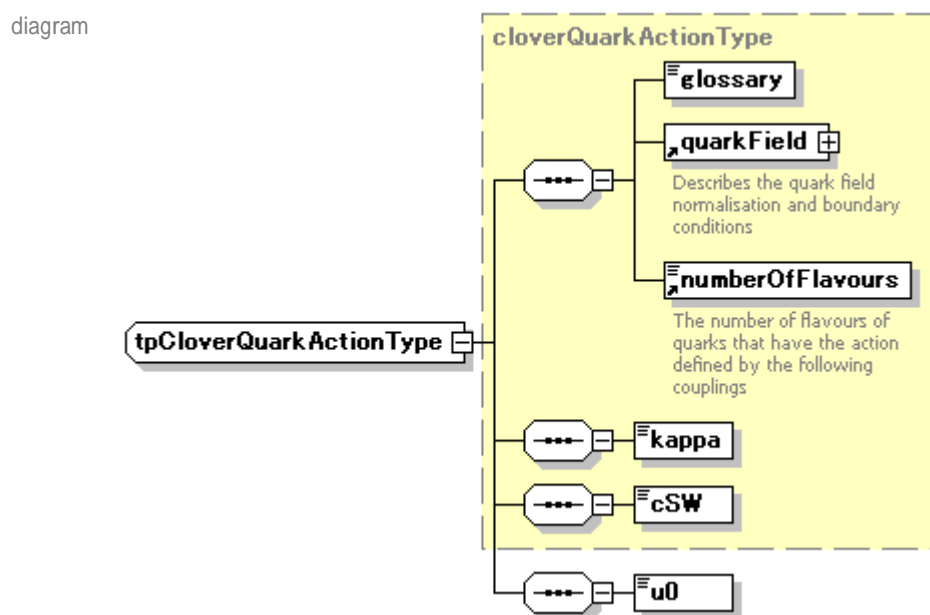 diagram
cloverQuarkActionType
glossary
quarkField
Describes the quark field
normalisation and boundary
conditions
numberOfFlavours
The number of flavours of
quarks that have the action
defined by the following
couplings
tpCloverQuarkActionType
kappa
cSW
u0